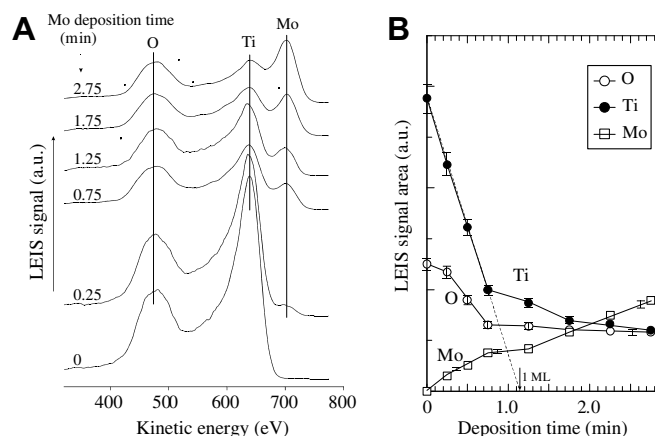 A
Mo deposition time
(min)
O
Ti
Mo
2.75
1.75
1.25
0.75
0.25
0
LEIS signal (a.u.)
400
500
600
700
800
Kinetic energy (eV)
B
O
Ti
Mo
Ti
O
Mo
1 ML
LEIS signal area (a.u.)
0
1.0
2.0
Deposition time (min)